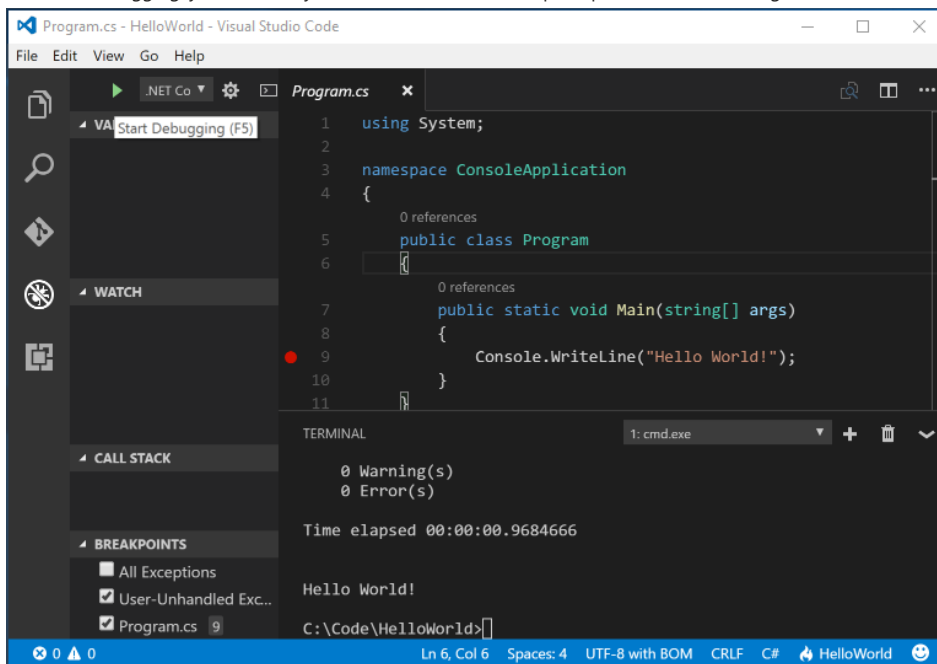 Program.cs - HelloWorld - Visual Studio Code
File Edit View Go Help
.NET Co
Program.cs
Start Debugging (F5)
1 using System;
2
3 namespace ConsoleApplication
4 {
0 references
5 public class Program
6 {
0 references
7 public static void Main(string[] args)
8 {
9 Console.WriteLine("Hello World!");
10 }
11 }
VA
WATCH
CALL STACK
BREAKPOINTS
All Exceptions
User-Unhandled Exc...
Program.cs 9
TERMINAL
1: cmd.exe
0 Warning(s)
0 Error(s)
Time elapsed 00:00:00.9684666
Hello World!
C:\Code\HelloWorld>
0 0
Ln 6, Col 6 Spaces: 4 UTF-8 with BOM CRLF C# HelloWorld